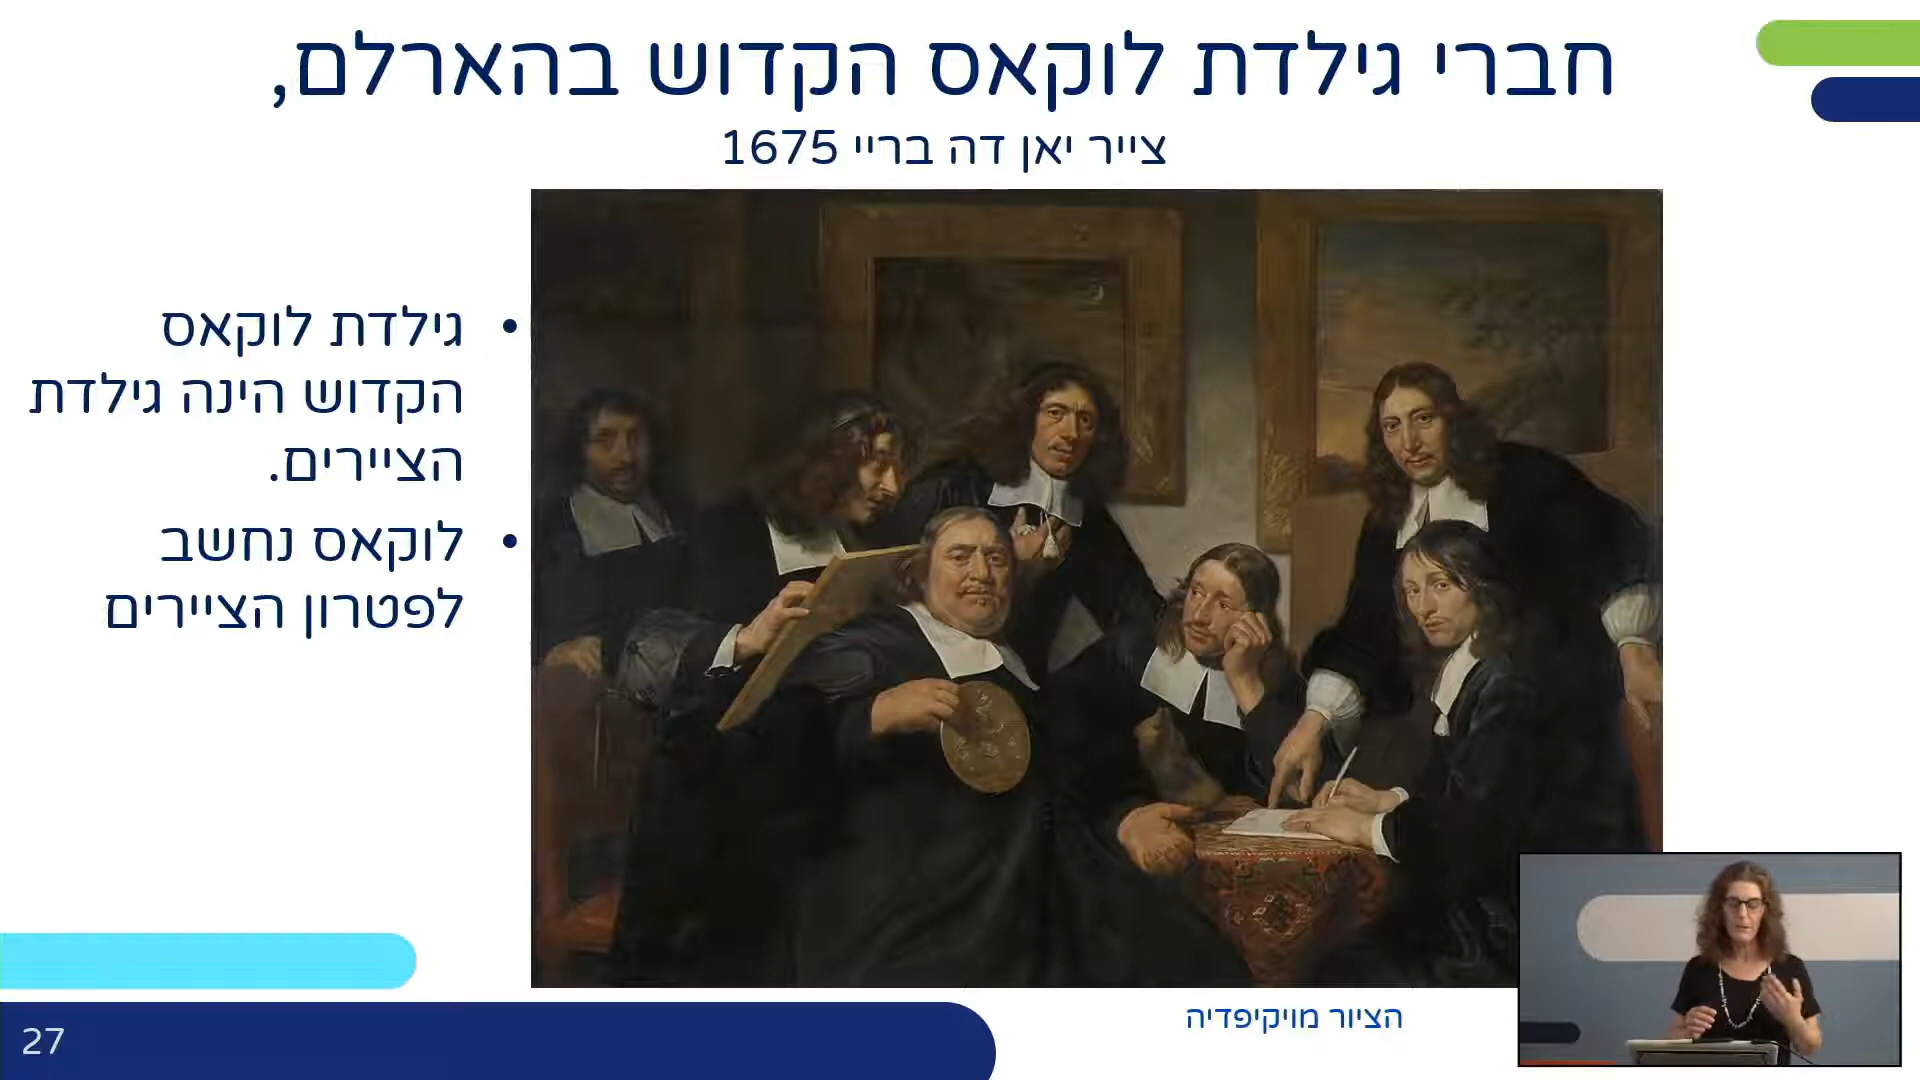 חברי גילדת לוקאס הקדוש בהארלם,
צייר יאן דה בריי 1675
• גילדת לוקאס
הקדוש הינה גילדת
הציירים.
• לוקאס נחשב
לפטרון הציירים
הציור מויקיפדיה
27